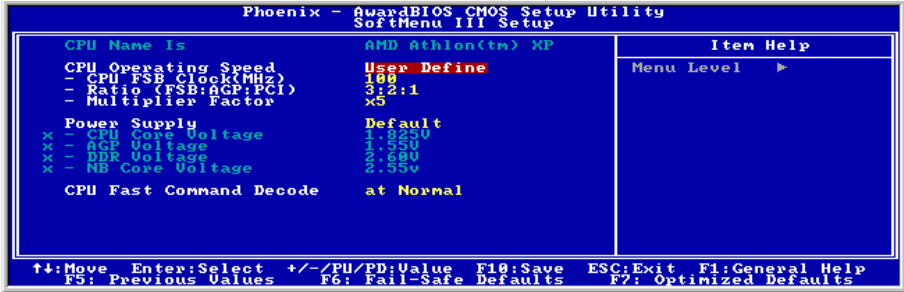 Phoenix - AwardBIOS CMOS Setup Utility
SoftMenu III Setup
CPU Name Is AMD Athlon(tm) XP
Item Help
CPU Operating Speed User Define
Menu Level ►
- CPU FSB Clock(MHz) 100
- Ratio (FSB:AGP:PCI) 3:2:1
- Multiplier Factor x5
Power Supply Default
x - CPU Core Voltage 1.825V
x - AGP Voltage 1.55V
x - DDR Voltage 2.60V
x - NB Core Voltage 2.55v
CPU Fast Command Decode at Normal
↑↓:Move Enter:Select +/-/PU/PD:Value F10:Save ESC:Exit F1:General Help
F5: Previous Values F6: Fail-Safe Defaults F7: Optimized Defaults